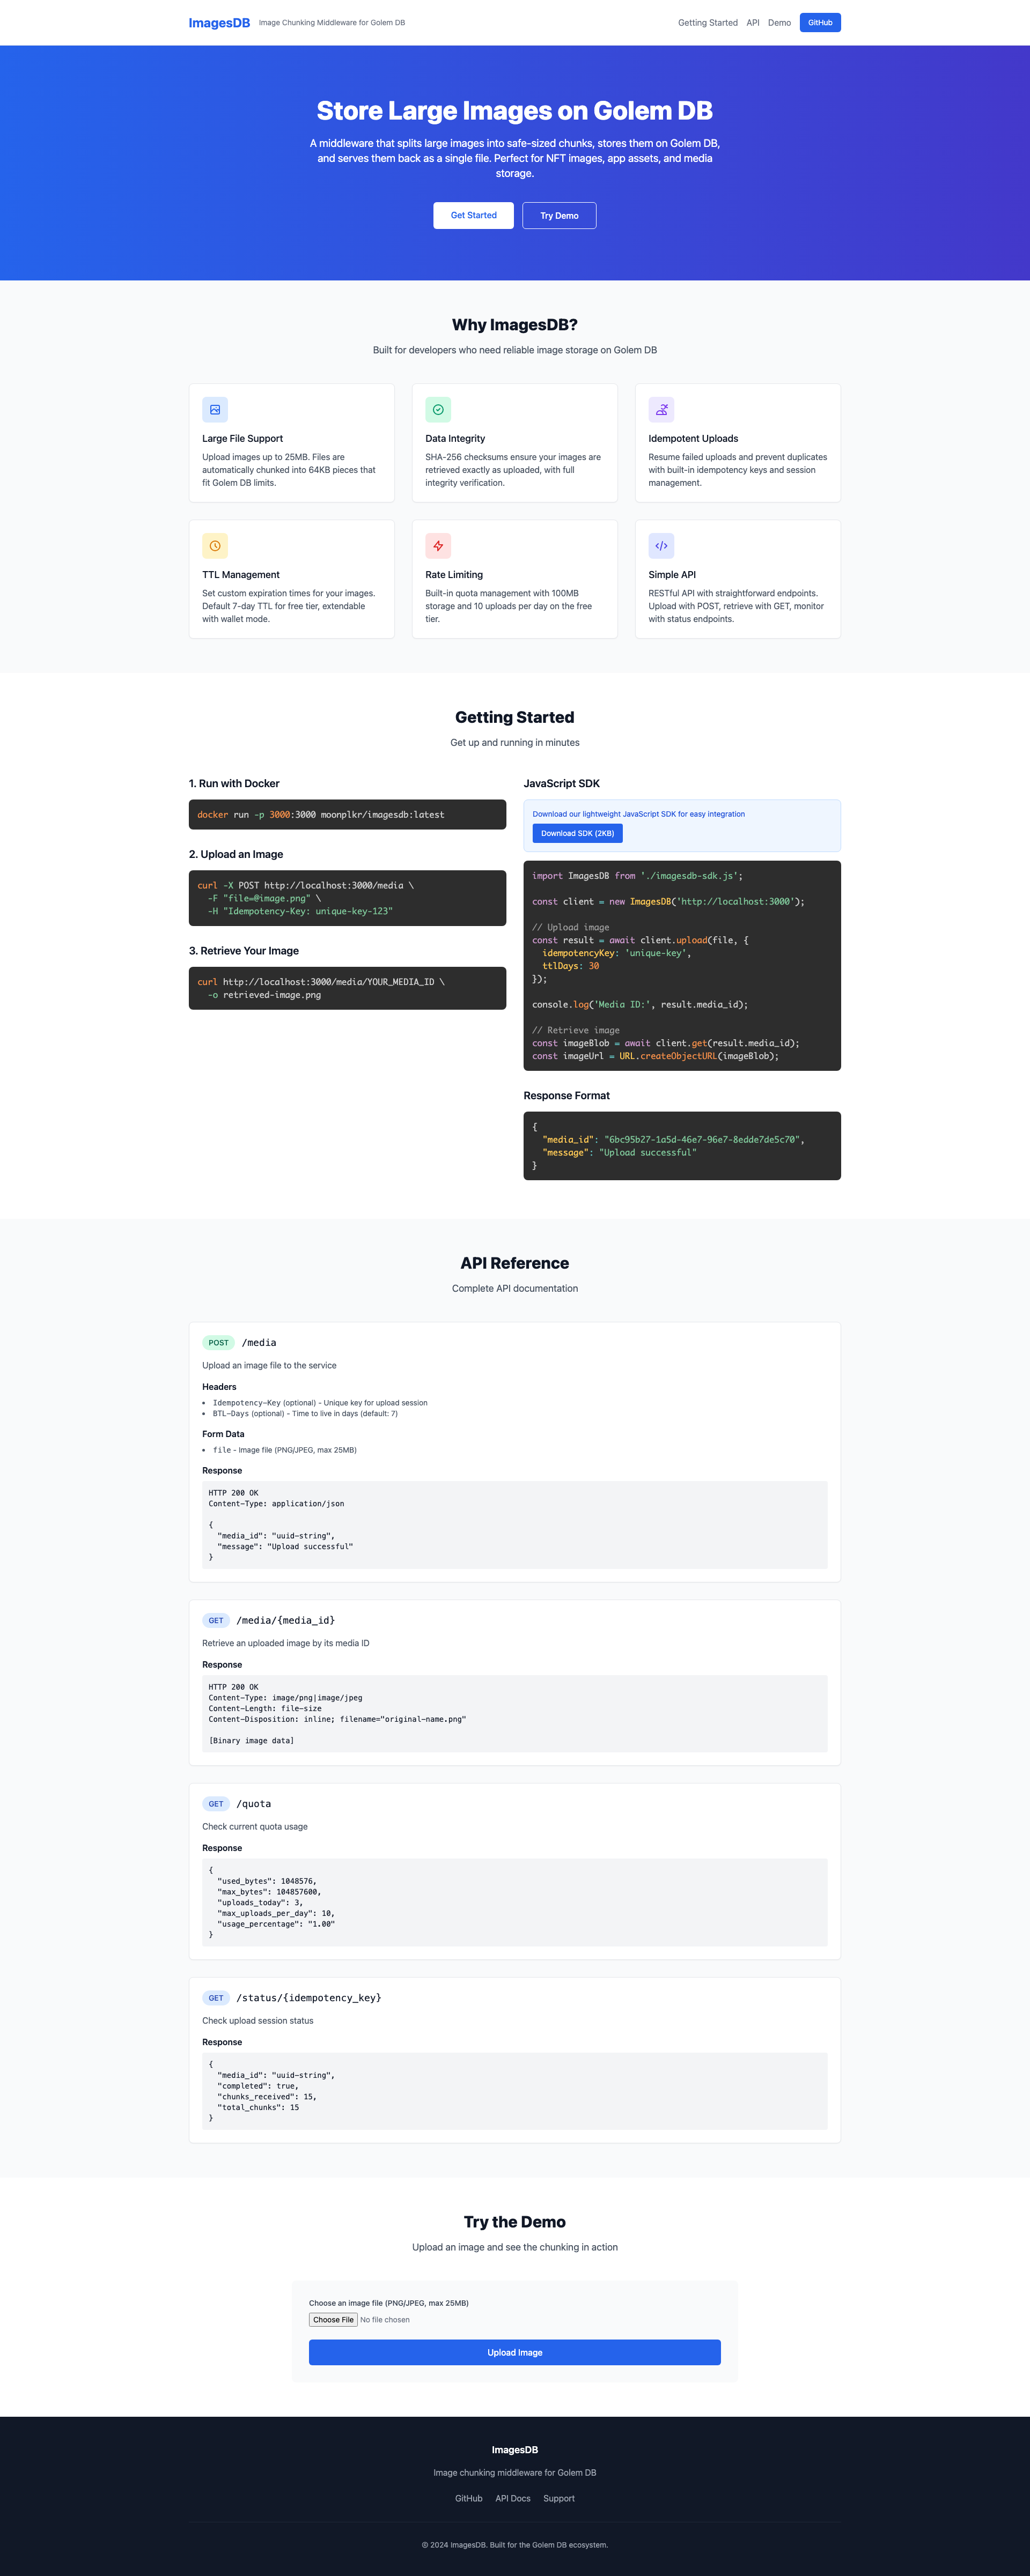 ImagesDB
Image Chunking Middleware for Golem DB
Getting Started
API
Demo
GitHub
Store Large Images on Golem DB
A middleware that splits large images into safe-sized chunks, stores them on Golem DB,
and serves them back as a single file. Perfect for NFT images, app assets, and media
storage.
Get Started
Try Demo
Why ImagesDB?
Built for developers who need reliable image storage on Golem DB
Large File Support
Upload images up to 25MB. Files are
automatically chunked into 64KB pieces that
fit Golem DB limits.
Data Integrity
SHA-256 checksums ensure your images are
retrieved exactly as uploaded, with full
integrity verification.
Idempotent Uploads
Resume failed uploads and prevent duplicates
with built-in idempotency keys and session
management.
TTL Management
Set custom expiration times for your images.
Default 7-day TTL for free tier, extendable
with wallet mode.
Rate Limiting
Built-in quota management with 100MB
storage and 10 uploads per day on the free
tier.
Simple API
RESTful API with straightforward endpoints.
Upload with POST, retrieve with GET, monitor
with status endpoints.
Getting Started
Get up and running in minutes
1. Run with Docker
docker run -p 3000:3000 moonplkr/imagesdb:latest
2. Upload an Image
curl -X POST http://localhost:3000/media \
-F "file=@image.png" \
-H "Idempotency-Key: unique-key-123"
3. Retrieve Your Image
curl http://localhost:3000/media/YOUR_MEDIA_ID \
-o retrieved-image.png
JavaScript SDK
Download our lightweight JavaScript SDK for easy integration
Download SDK (2KB)
import ImagesDB from './imagesdb-sdk.js';
const client = new ImagesDB('http://localhost:3000');
// Upload image
const result = await client.upload(file, {
idempotencyKey: 'unique-key',
ttlDays: 30
});
console.log('Media ID:', result.media_id);
// Retrieve image
const imageBlob = await client.get(result.media_id);
const imageUrl = URL.createObjectURL(imageBlob);
Response Format
{
"media_id": "6bc95b27-1a5d-46e7-96e7-8edde7de5c70",
"message": "Upload successful"
}
API Reference
Complete API documentation
POST /media
Upload an image file to the service
Headers
• Idempotency-Key (optional) - Unique key for upload session
• BTL-Days (optional) - Time to live in days (default: 7)
Form Data
• file - Image file (PNG/JPEG, max 25MB)
Response
HTTP 200 OK
Content-Type: application/json
{
"media_id": "uuid-string",
"message": "Upload successful"
}
GET /media/{media_id}
Retrieve an uploaded image by its media ID
Response
HTTP 200 OK
Content-Type: image/png|image/jpeg
Content-Length: file-size
Content-Disposition: inline; filename="original-name.png"
[Binary image data]
GET /quota
Check current quota usage
Response
{
"used_bytes": 1048576,
"max_bytes": 104857600,
"uploads_today": 3,
"max_uploads_per_day": 10,
"usage_percentage": "1.00"
}
GET /status/{idempotency_key}
Check upload session status
Response
{
"media_id": "uuid-string",
"completed": true,
"chunks_received": 15,
"total_chunks": 15
}
Try the Demo
Upload an image and see the chunking in action
Choose an image file (PNG/JPEG, max 25MB)
Choose File No file chosen
Upload Image
ImagesDB
Image chunking middleware for Golem DB
GitHub
API Docs
Support
© 2024 ImagesDB. Built for the Golem DB ecosystem.